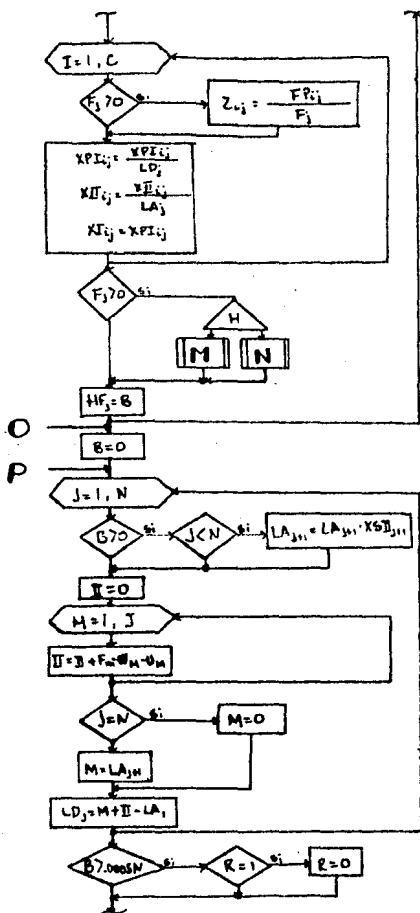 I=1, C
Fj>0
si
Zij = FPij / Fj
XPIij = XPIij / LDj
XIIij = XIIij / LAj
XIij = XPIij
Fj>0
si
H
M
N
HFj=B
O
B=0
P
J=1, N
B>0
si
J<N
si
LAj+1 = LAj+1 · XSIIj+1
II=0
M=1, J
II=II+FM-WM-UM
J=N
si
M=0
LDj=M+II-LA1
B>.0005N
si
R=1
si
R=0